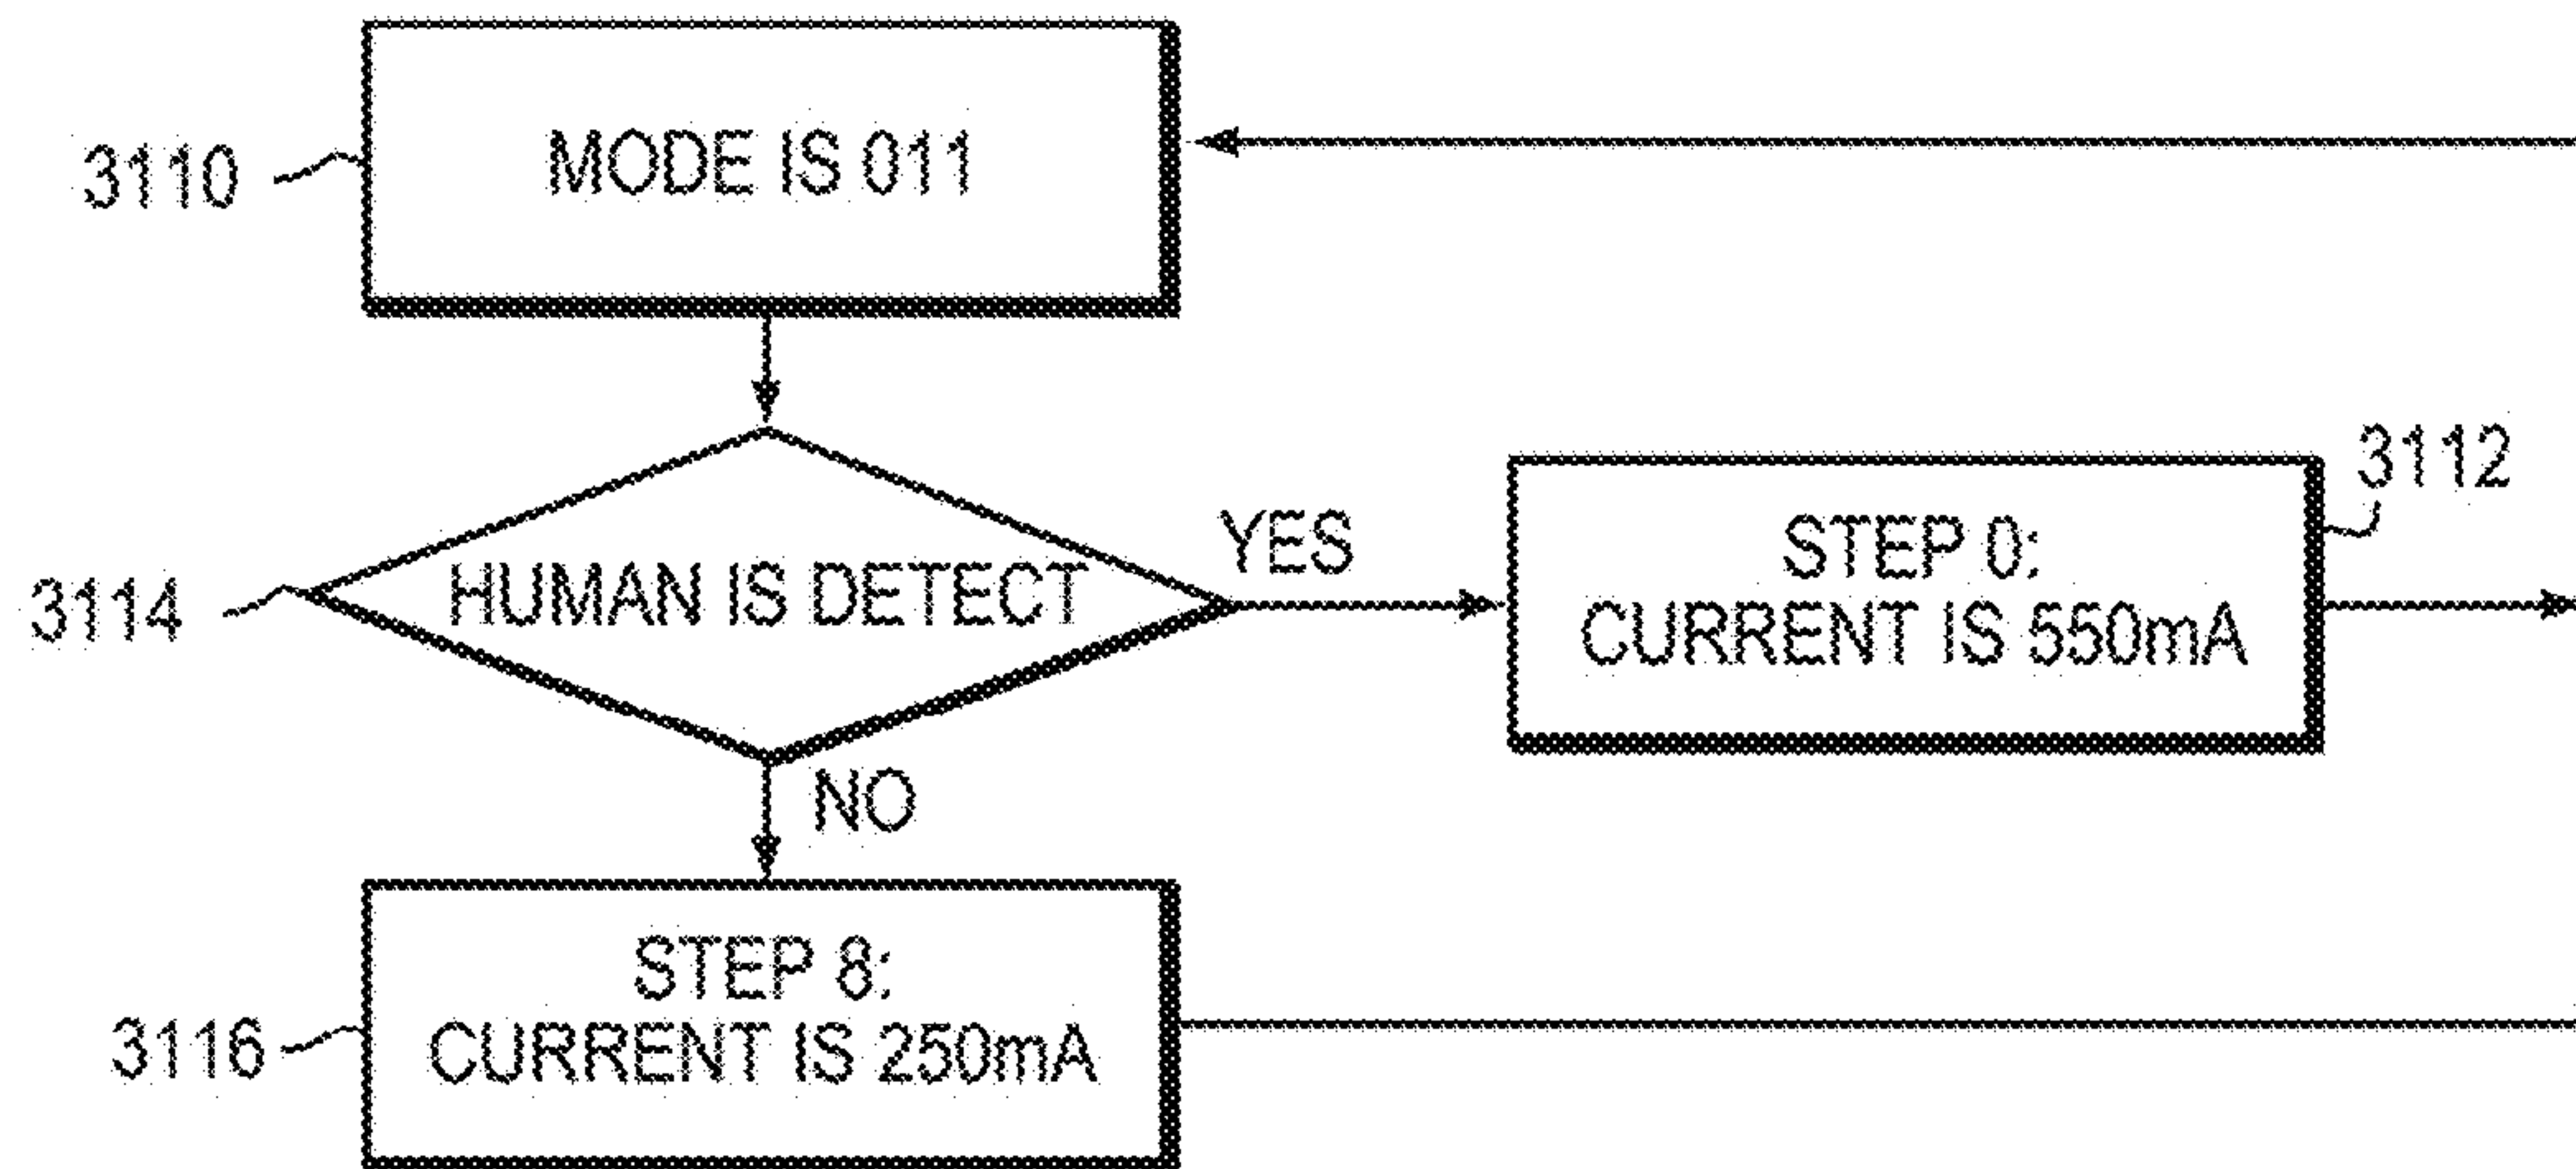 MODE IS 011
3110
HUMAN IS DETECT
3114
YES
3112
STEP 0:
CURRENT IS 550mA
NO
STEP 8:
CURRENT IS 250mA
3116